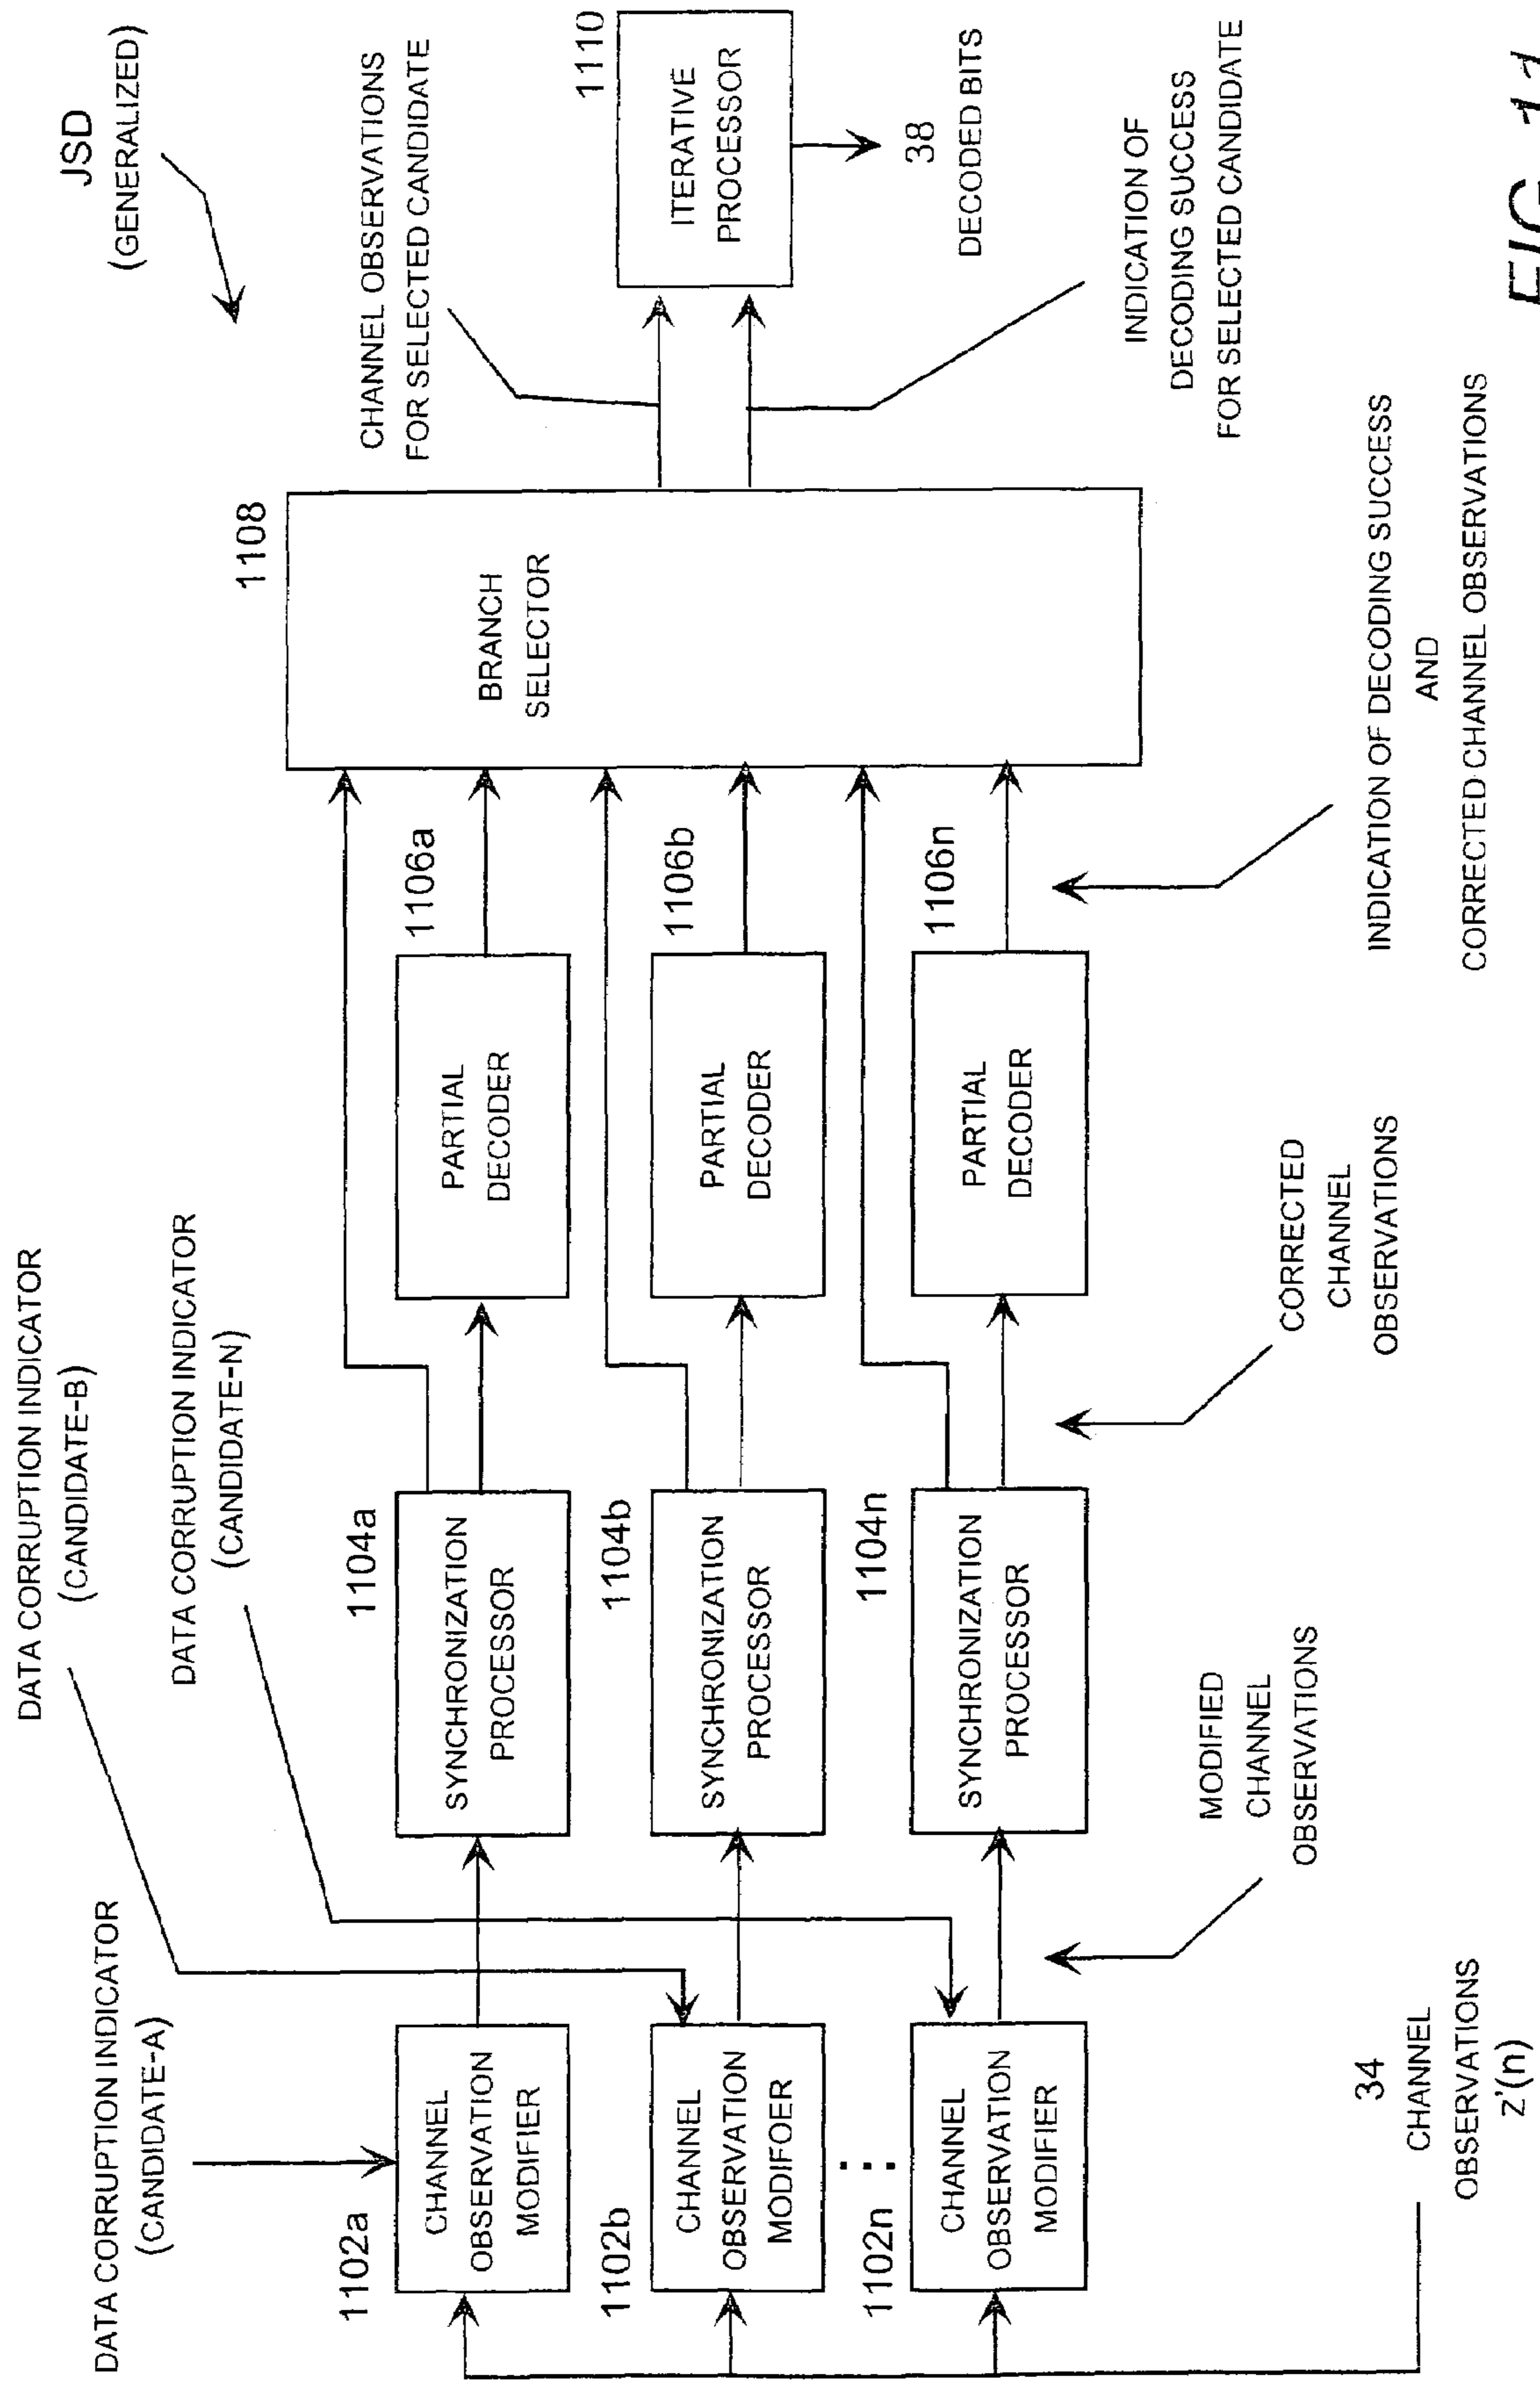 JSD
(GENERALIZED)
DATA CORRUPTION INDICATOR
(CANDIDATE-B)
DATA CORRUPTION INDICATOR
(CANDIDATE-N)
DATA CORRUPTION INDICATOR
(CANDIDATE-A)
1102a
CHANNEL
OBSERVATION
MODIFIER
1104a
SYNCHRONIZATION
PROCESSOR
PARTIAL
DECODER
1106a
1102b
CHANNEL
OBSERVATION
MODIFOER
1104b
SYNCHRONIZATION
PROCESSOR
PARTIAL
DECODER
1106b
...
1102n
CHANNEL
OBSERVATION
MODIFIER
1104n
SYNCHRONIZATION
PROCESSOR
PARTIAL
DECODER
1106n
1108
BRANCH
SELECTOR
CHANNEL OBSERVATIONS
FOR SELECTED CANDIDATE
1110
ITERATIVE
PROCESSOR
38
DECODED BITS
INDICATION OF
DECODING SUCCESS
FOR SELECTED CANDIDATE
34
CHANNEL
OBSERVATIONS
z'(n)
MODIFIED
CHANNEL
OBSERVATIONS
CORRECTED
CHANNEL
OBSERVATIONS
INDICATION OF DECODING SUCCESS
AND
CORRECTED CHANNEL OBSERVATIONS
FIG. 11